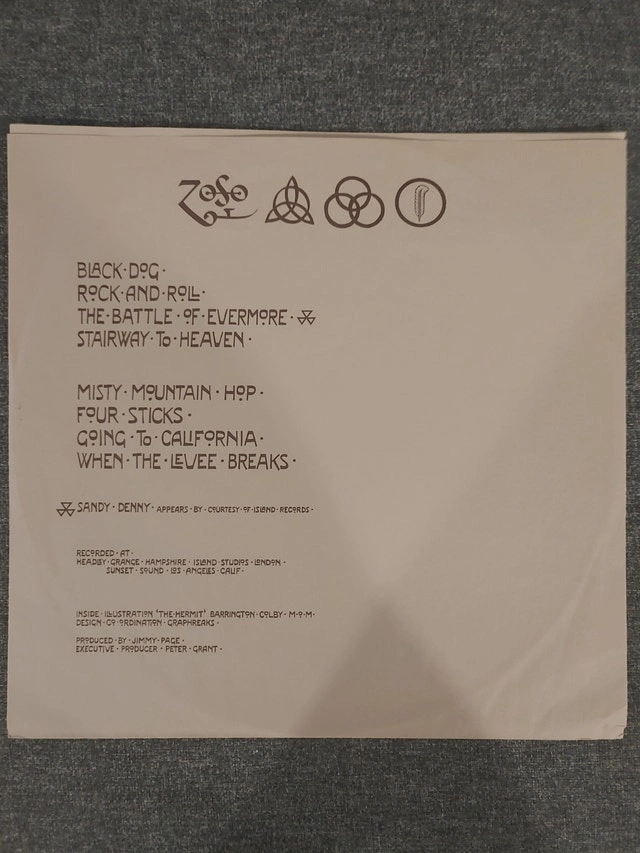 ZoSo
BLACK·DOG·
ROCK·AND·ROLL·
THE·BATTLE·OF·EVERMORE·
STAIRWAY·To·HEAVEN·
MISTY·MOUNTAIN·HOP·
FOUR·STICKS·
GOING·To·CALIFORNIA·
WHEN·THE·LEVEE·BREAKS·
SANDY·DENNY·APPEARS·BY·COURTESY·OF·ISLAND·RECORDS·
RECORDED·AT·
HEADLEY·GRANGE·HAMPSHIRE·ISLAND·STUDIOS·LONDON·
SUNSET·SOUND·LOS·ANGELES·CALIF·
INSIDE·ILLUSTRATION 'THE·HERMIT' BARRINGTON·COLBY·M·O·M·
DESIGN·CO·ORDINATION·GRAPHREAKS·
PRODUCED·BY·JIMMY·PAGE·
EXECUTIVE·PRODUCER·PETER·GRANT·